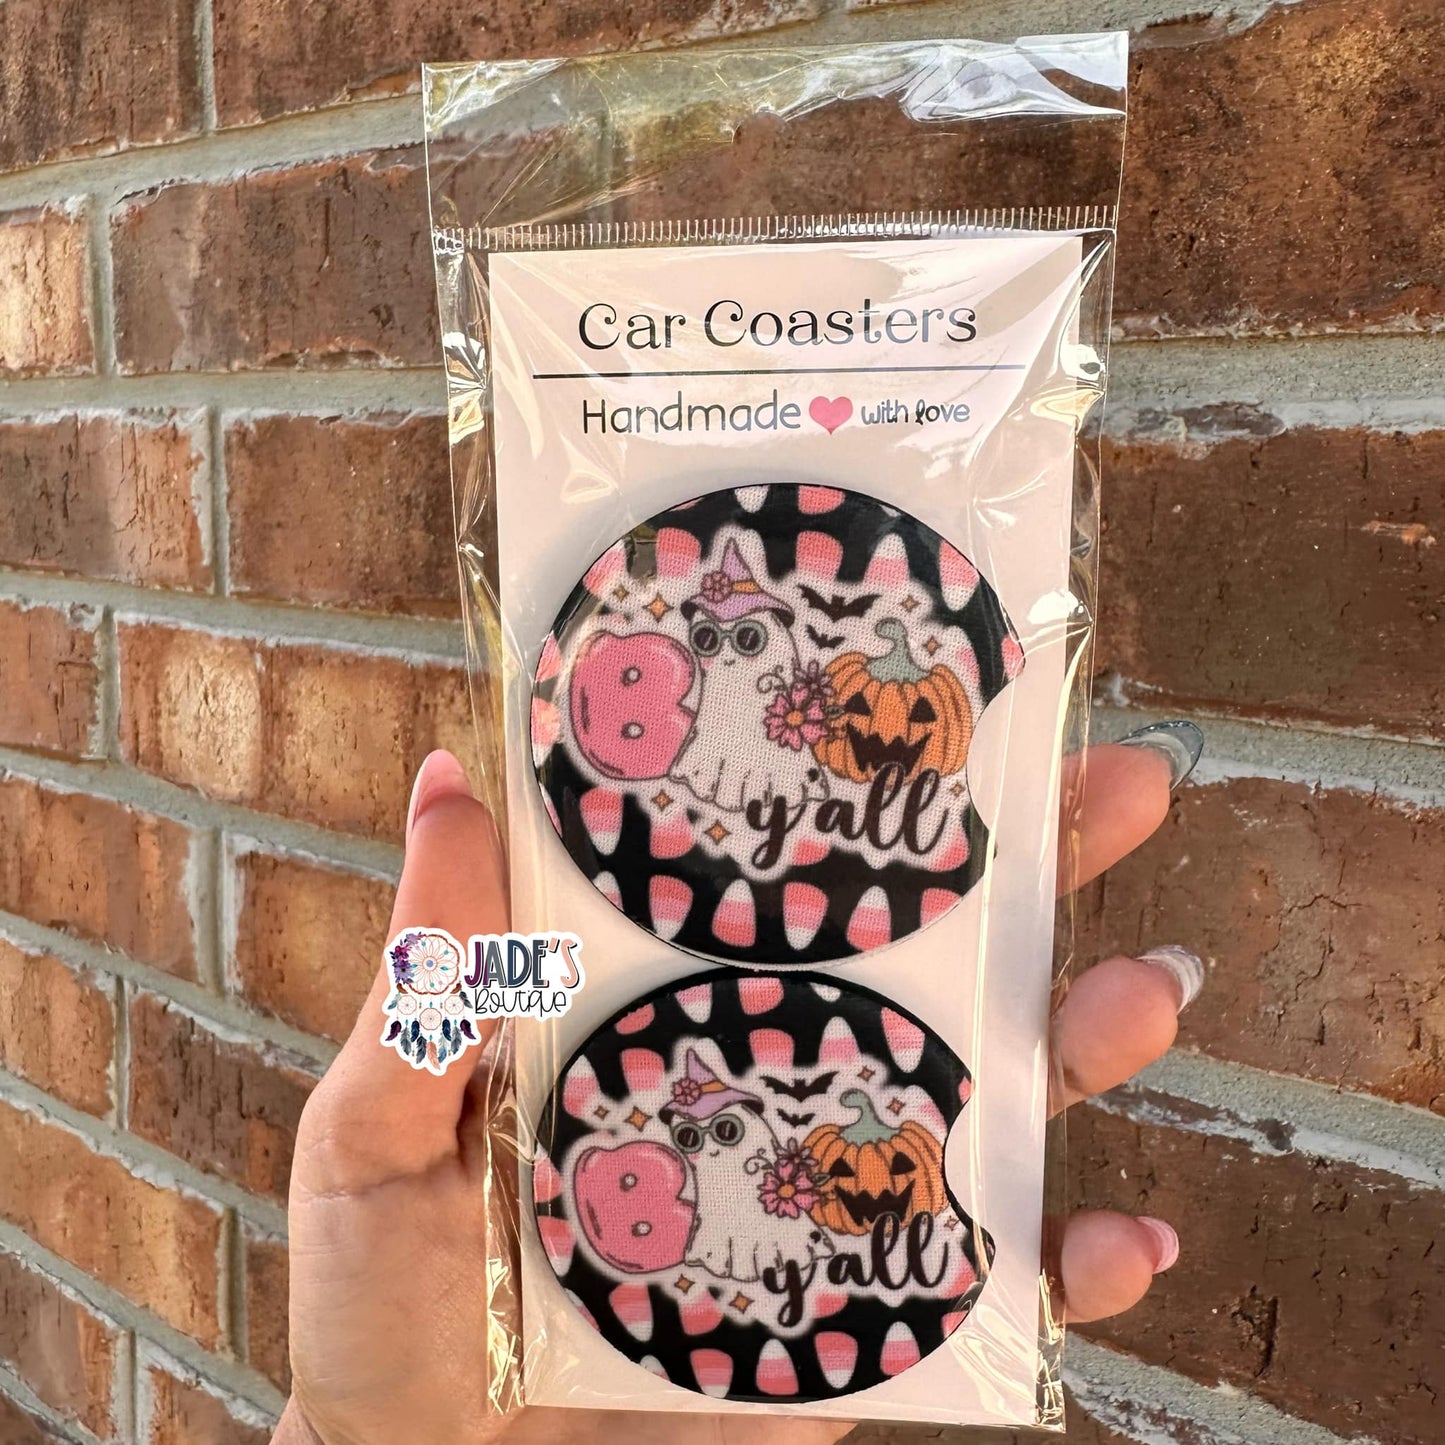 Car Coasters
Handmade with love
B
y'all
JADE'S
Boutique
B
y'all